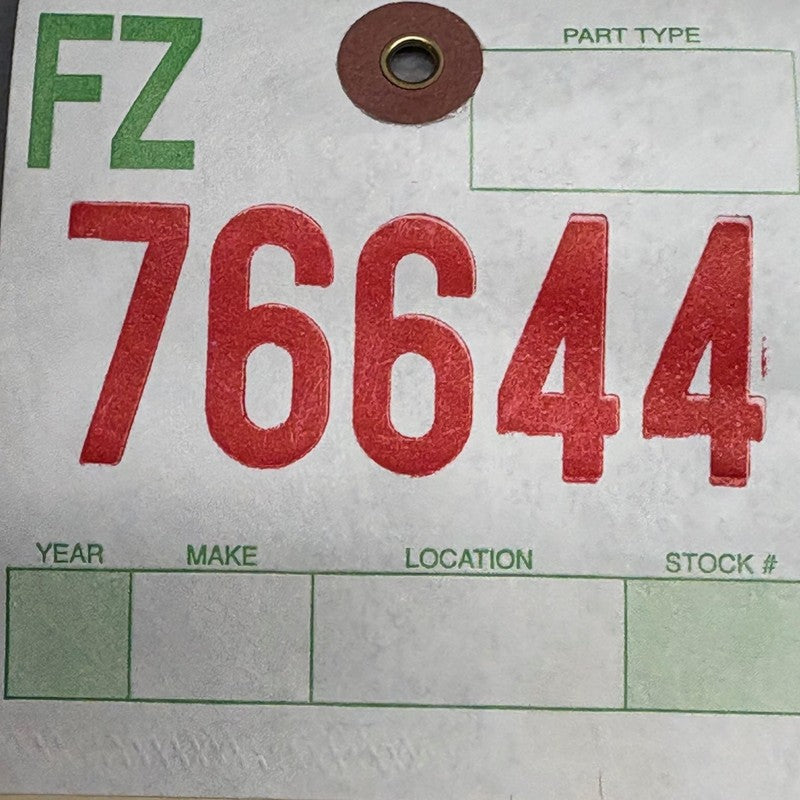 FZ
PART TYPE
76644
YEAR MAKE LOCATION STOCK #